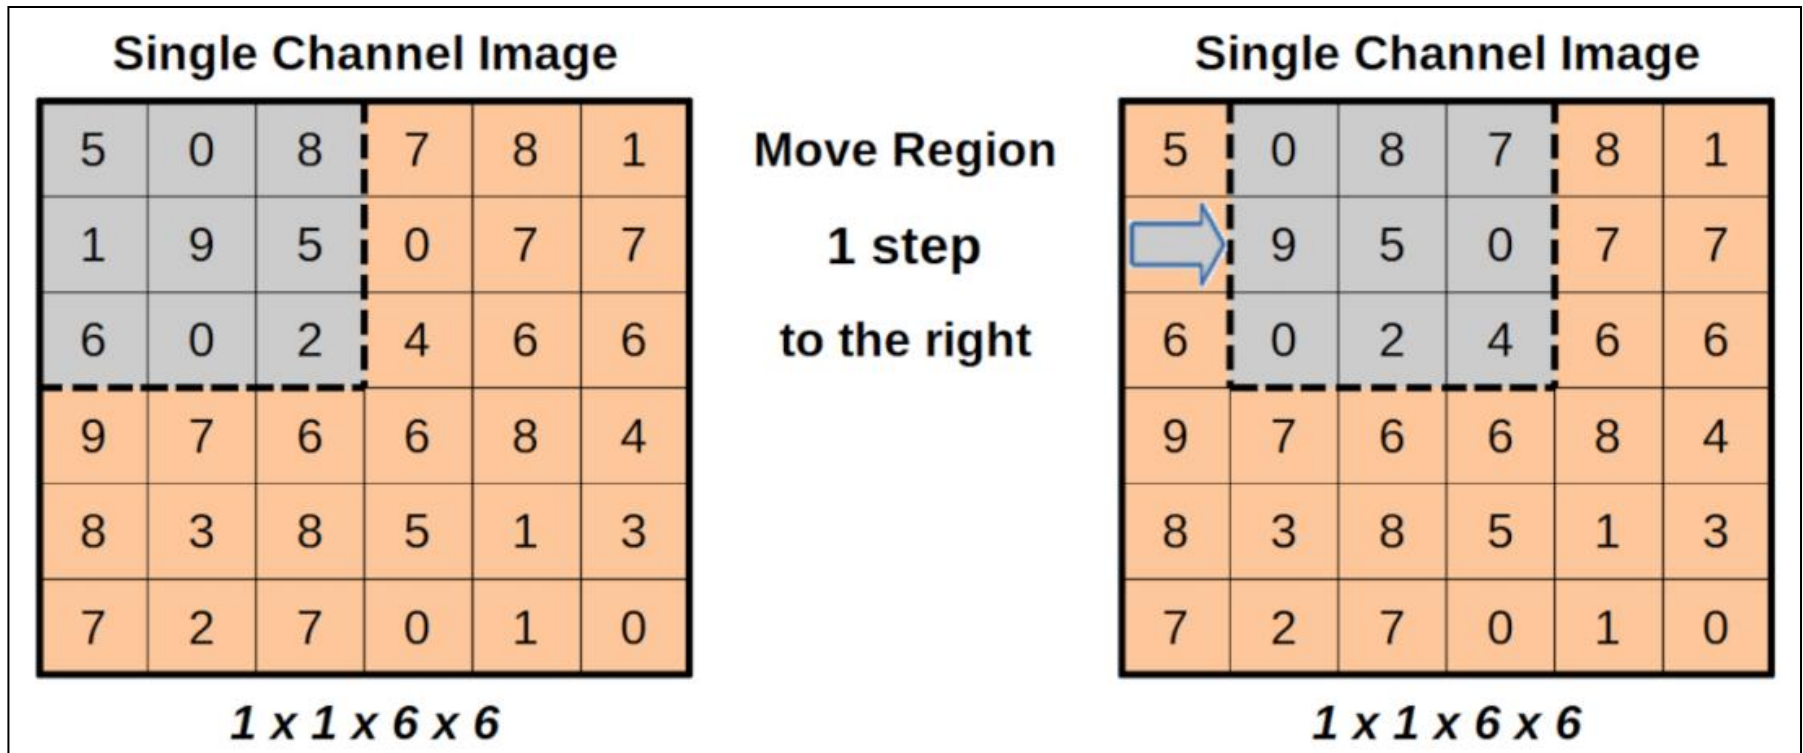 Single Channel Image
5 0 8 7 8 1
1 9 5 0 7 7
6 0 2 4 6 6
9 7 6 6 8 4
8 3 8 5 1 3
7 2 7 0 1 0
1 x 1 x 6 x 6
Move Region
1 step
to the right
Single Channel Image
5 0 8 7 8 1
9 5 0 7 7
6 0 2 4 6 6
9 7 6 6 8 4
8 3 8 5 1 3
7 2 7 0 1 0
1 x 1 x 6 x 6